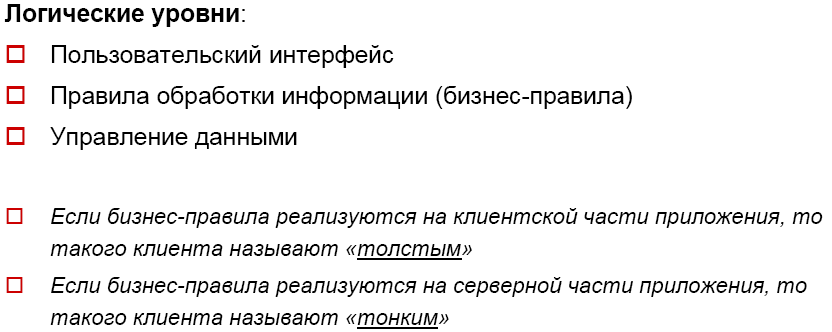 Логические уровни:
Пользовательский интерфейс
Правила обработки информации (бизнес-правила)
Управление данными
Если бизнес-правила реализуются на клиентской части приложения, то
такого клиента называют «толстым»
Если бизнес-правила реализуются на серверной части приложения, то
такого клиента называют «тонким»